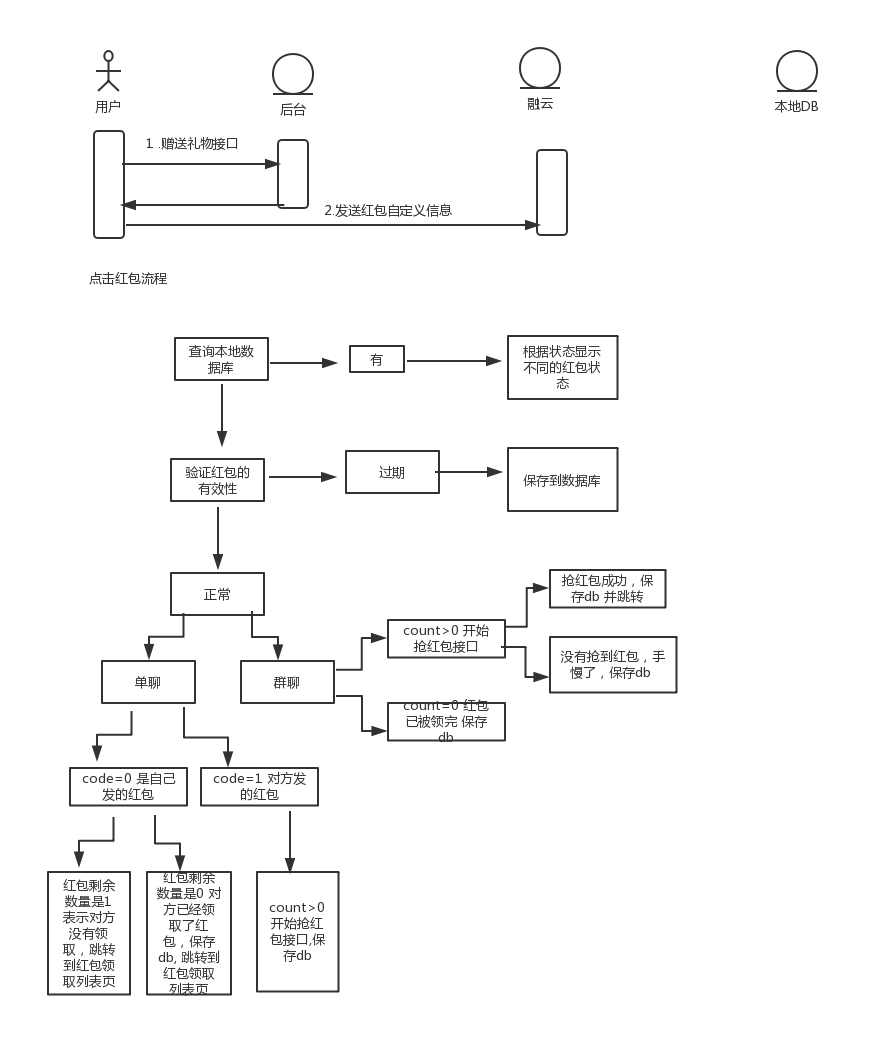 用户
后台
融云
本地DB
1 .赠送礼物接口
2.发送红包自定义信息
点击红包流程
查询本地数
据库
有
根据状态显示
不同的红包状
态
验证红包的
有效性
过期
保存到数据库
正常
抢红包成功，保
存db 并跳转
count>0 开始
抢红包接口
没有抢到红包，手
慢了，保存db
单聊
群聊
count=0 红包
已被领完 保存
db
code=0 是自己
发的红包
code=1 对方发
的红包
红包剩余
数量是1
表示对方
没有领
取，跳转
到红包领
取列表页
红包剩余
数量是0 对
方已经领
取了红
包，保存
db, 跳转到
红包领取
列表页
count>0
开始抢红
包接口,保
存db